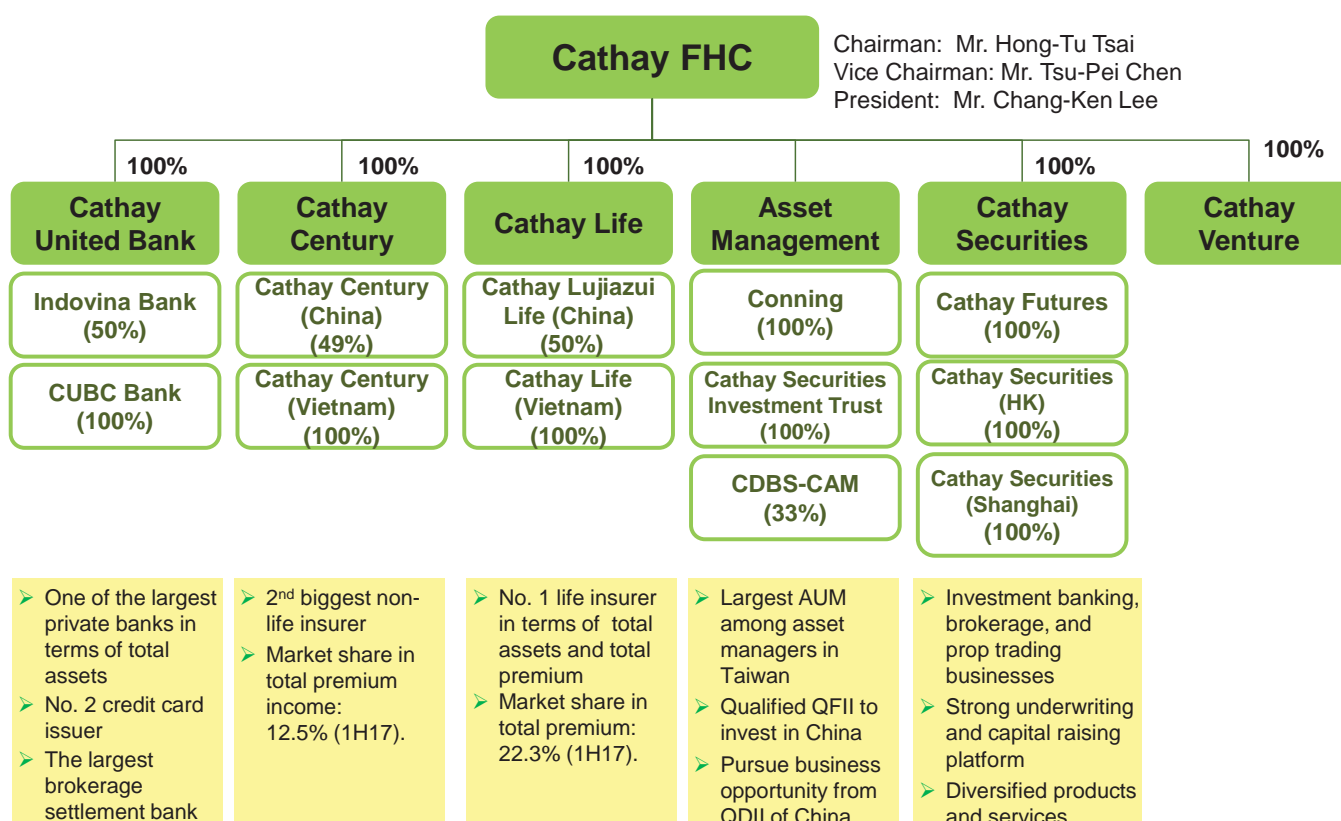 Cathay FHC
Chairman: Mr. Hong-Tu Tsai
Vice Chairman: Mr. Tsu-Pei Chen
President: Mr. Chang-Ken Lee
100%
100%
100%
100%
100%
Cathay
United Bank
Cathay
Century
Cathay Life
Asset
Management
Cathay
Securities
Cathay
Venture
Indovina Bank
(50%)
CUBC Bank
(100%)
Cathay Century
(China)
(49%)
Cathay Century
(Vietnam)
(100%)
Cathay Lujiazui
Life (China)
(50%)
Cathay Life
(Vietnam)
(100%)
Conning
(100%)
Cathay Securities
Investment Trust
(100%)
CDBS-CAM
(33%)
Cathay Futures
(100%)
Cathay Securities
(HK)
(100%)
Cathay Securities
(Shanghai)
(100%)
➢ One of the largest
private banks in
terms of total
assets
➢ No. 2 credit card
issuer
➢ The largest
brokerage
settlement bank
➢ 2nd biggest non-
life insurer
➢ Market share in
total premium
income:
12.5% (1H17).
➢ No. 1 life insurer
in terms of total
assets and total
premium
➢ Market share in
total premium:
22.3% (1H17).
➢ Largest AUM
among asset
managers in
Taiwan
➢ Qualified QFII to
invest in China
➢ Pursue business
opportunity from
QDII of China
➢ Investment banking,
brokerage, and
prop trading
businesses
➢ Strong underwriting
and capital raising
platform
➢ Diversified products
and services